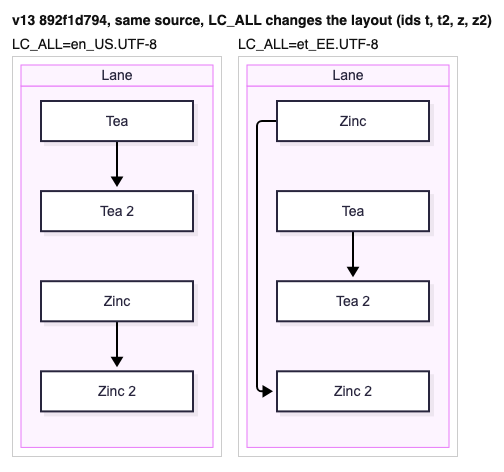 v13 892f1d794, same source, LC_ALL changes the layout (ids t, t2, z, z2)
LC_ALL=en_US.UTF-8
Lane
Tea
Tea 2
Zinc
Zinc 2
LC_ALL=et_EE.UTF-8
Lane
Zinc
Tea
Tea 2
Zinc 2